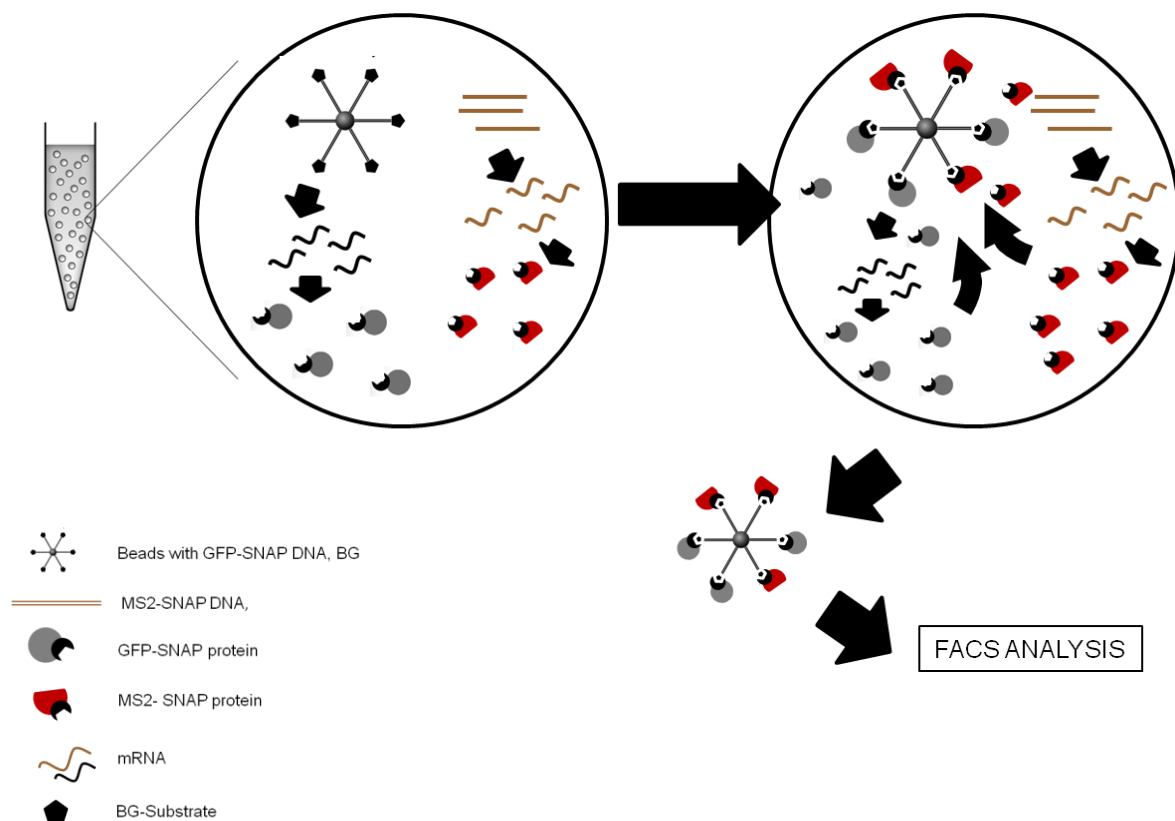 FACS ANALYSIS
Beads with GFP-SNAP DNA, BG
MS2-SNAP DNA,
GFP-SNAP protein
MS2- SNAP protein
mRNA
BG-Substrate